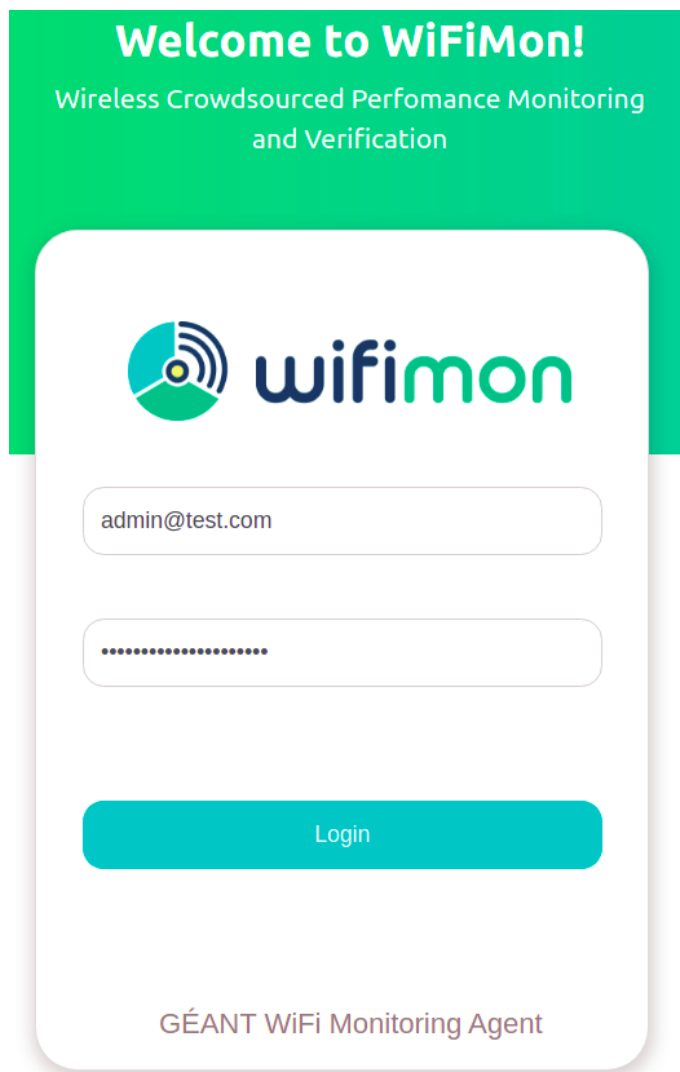 Welcome to WiFiMon!
Wireless Crowdsourced Perfomance Monitoring
and Verification
wifimon
admin@test.com
•••••••••••••••••••••
Login
GÉANT WiFi Monitoring Agent